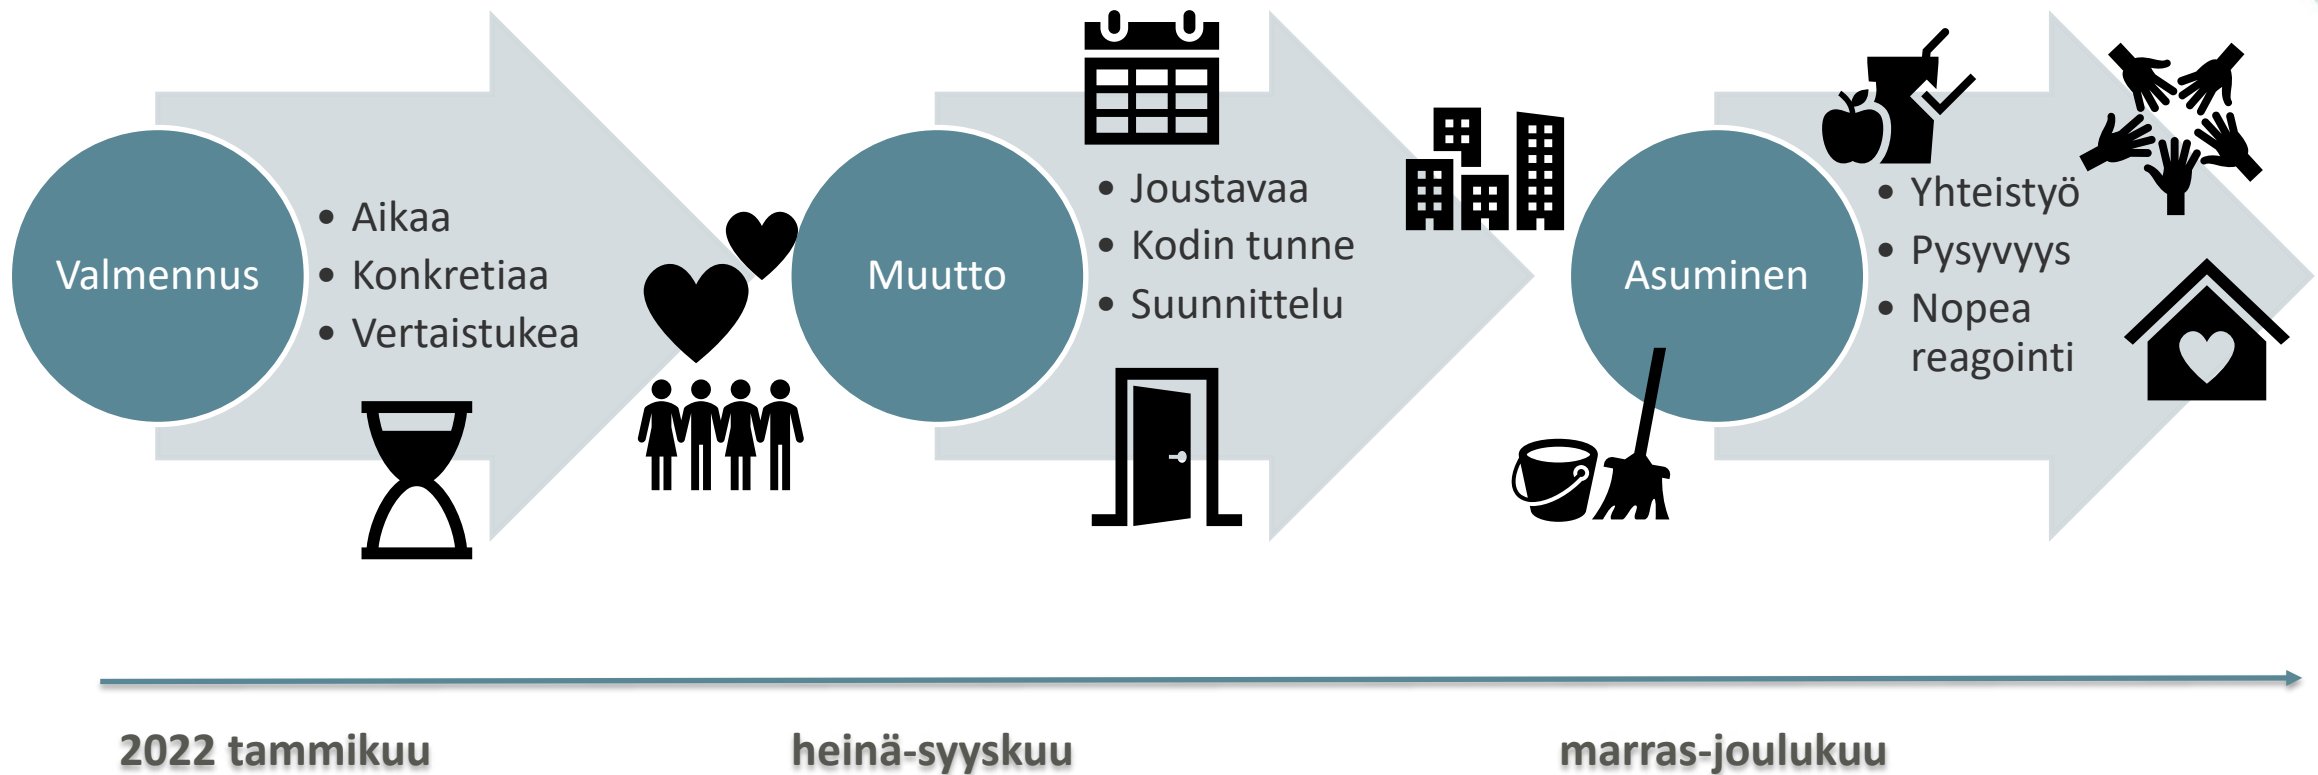 Valmennus
• Aikaa
• Konkretiaa
• Vertaistukea
Muutto
• Joustavaa
• Kodin tunne
• Suunnittelu
Asuminen
• Yhteistyö
• Pysyvyys
• Nopea
reagointi
2022 tammikuu
heinä-syyskuu
marras-joulukuu